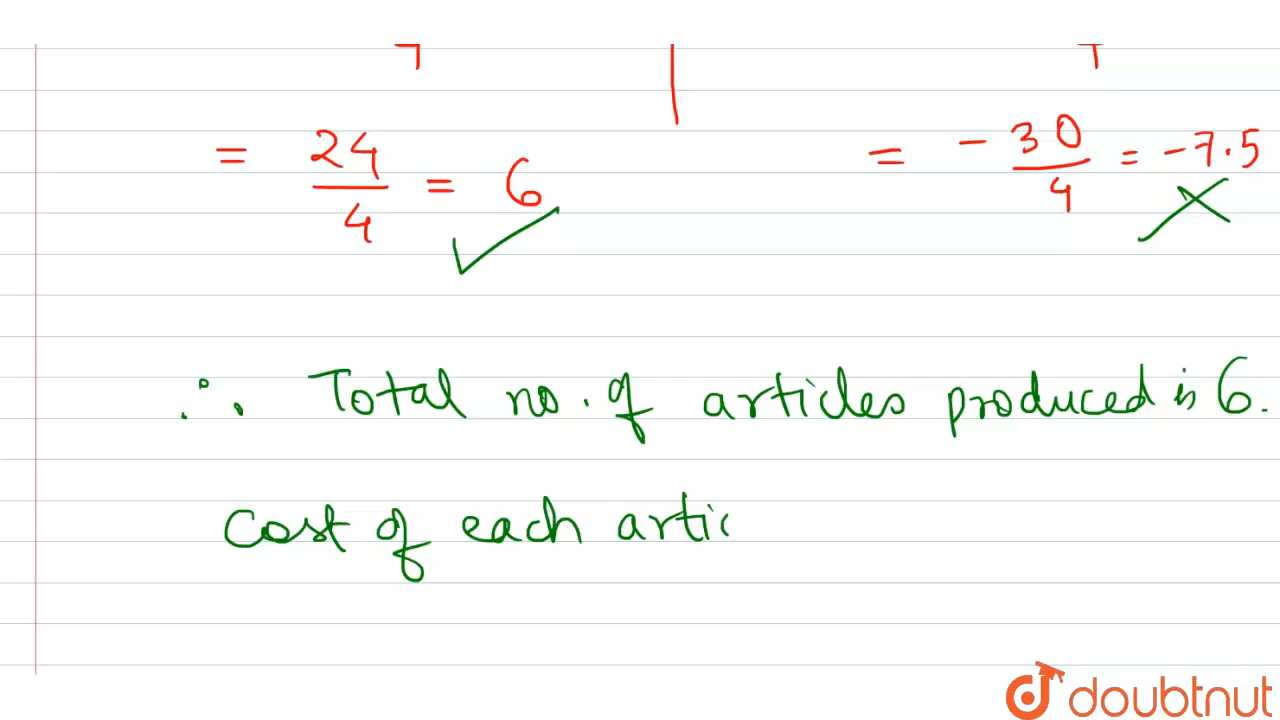 = 24/4 = 6
= -30/4 = -7.5
∴ Total no. of articles produced is 6.
Cost of each artic
doubtnut